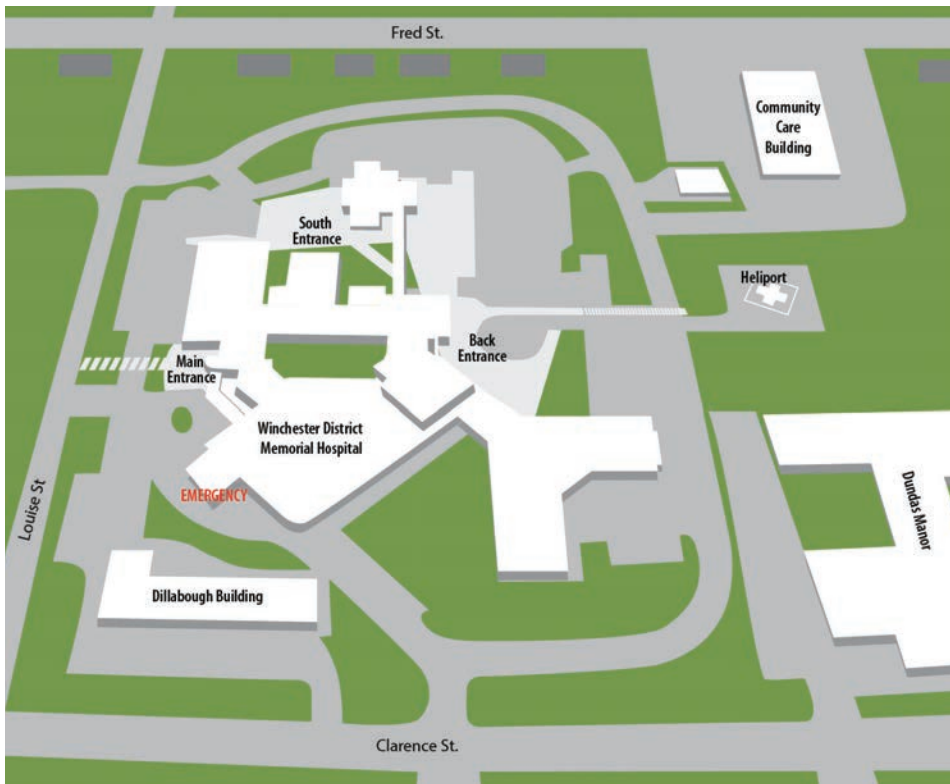 Fred St.
Community
Care
Building
South
Entrance
Heliport
Back
Entrance
Main
Entrance
Winchester District
Memorial Hospital
EMERGENCY
Louise St
Dundas Manor
Dillabough Building
Clarence St.